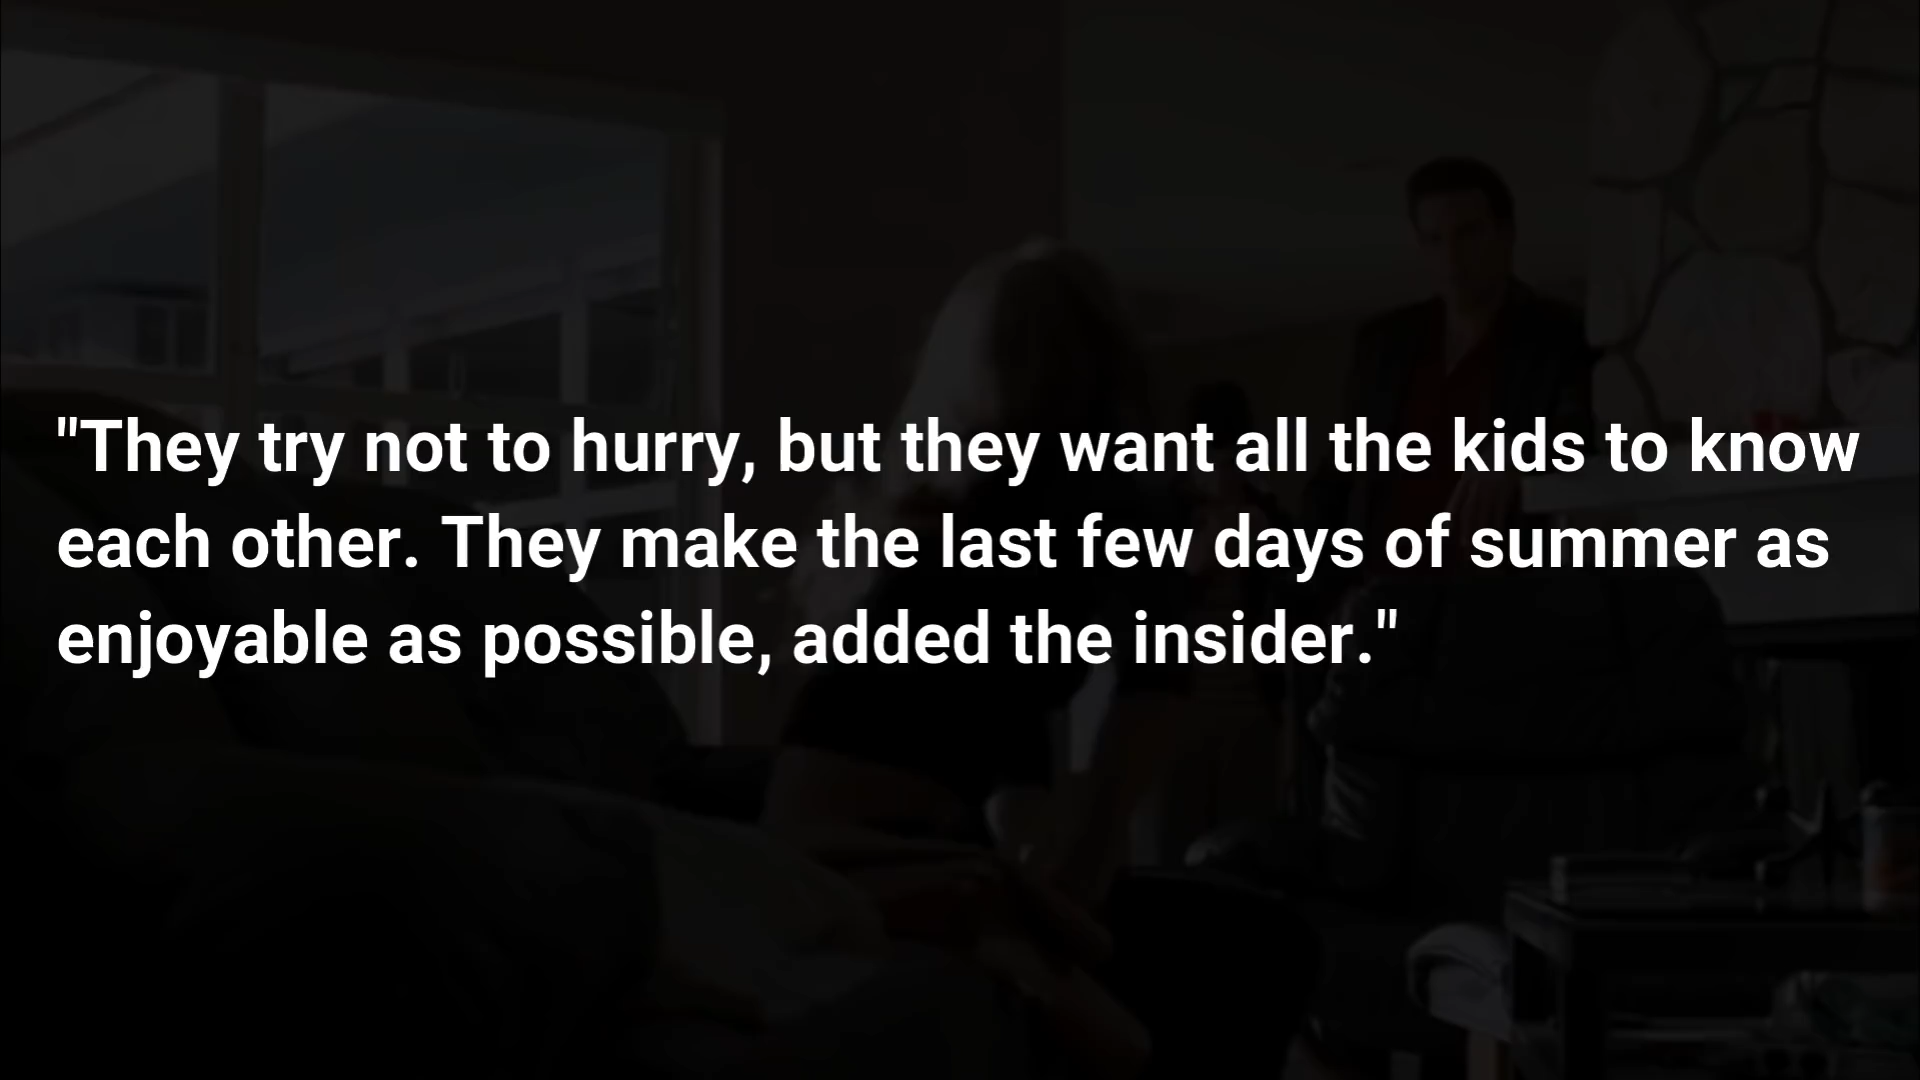 "They try not to hurry, but they want all the kids to know
each other. They make the last few days of summer as
enjoyable as possible, added the insider."